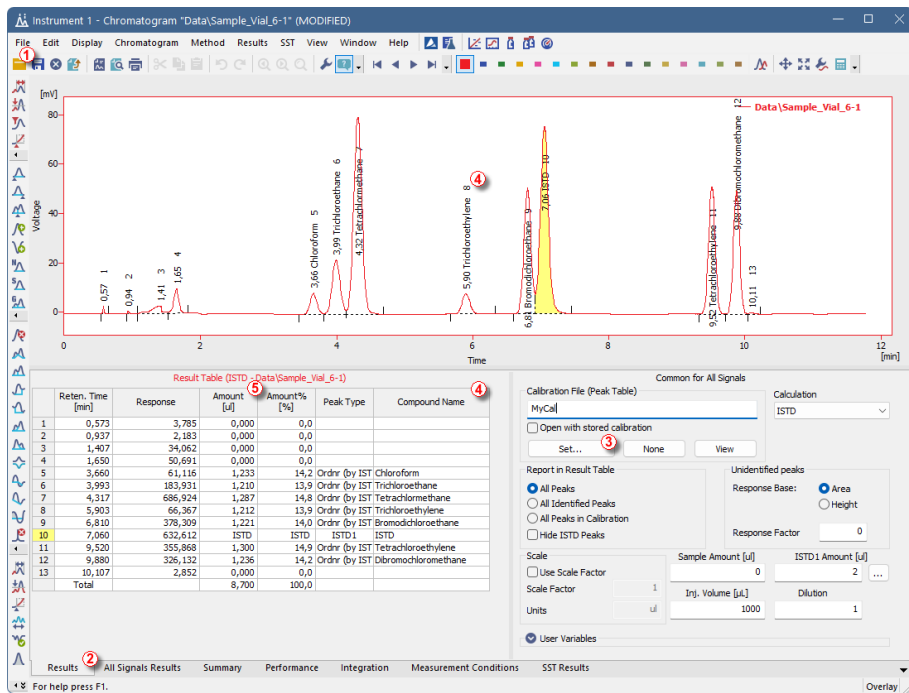 Instrument 1 - Chromatogram "Data\Sample_Vial_6-1" (MODIFIED)
File Edit Display Chromatogram Method Results SST View Window Help
1
[mV]
80
60
40
20
0
Voltage
Data\Sample_Vial_6-1
0,57 1
0,94 2
1,41 3
1,65 4
3,66 Chloroform 5
3,99 Trichloroethane 6
4,32 Tetrachlormethane 7
5,90 Trichloroethylene 8
4
6,81 Bromodichloroethane 9
7,06 ISTD 10
9,52 Tetrachloroethylene 11
9,88 Dibromochloromethane 12
10,11 13
0 2 4 6 8 10 12
Time
[min]
Result Table (ISTD - Data\Sample_Vial_6-1)
5 4
Reten. Time [min] Response Amount [ul] Amount% [%] Peak Type Compound Name
1 0,573 3,785 0,000 0,0
2 0,937 2,183 0,000 0,0
3 1,407 34,062 0,000 0,0
4 1,650 50,691 0,000 0,0
5 3,660 61,116 1,233 14,2 Ordnr (by IST Chloroform
6 3,993 183,931 1,210 13,9 Ordnr (by IST Trichloroethane
7 4,317 686,924 1,287 14,8 Ordnr (by IST Tetrachlormethane
8 5,903 66,367 1,212 13,9 Ordnr (by IST Trichloroethylene
9 6,810 378,309 1,221 14,0 Ordnr (by IST Bromodichloroethane
10 7,060 632,612 ISTD ISTD ISTD1 ISTD
11 9,520 355,868 1,300 14,9 Ordnr (by IST Tetrachloroethylene
12 9,880 326,132 1,236 14,2 Ordnr (by IST Dibromochloromethane
13 10,107 2,852 0,000 0,0
Total 8,700 100,0
Common for All Signals
Calibration File (Peak Table)
MyCal
Open with stored calibration
Set... 3 None View
Calculation
ISTD
Report in Result Table
All Peaks
All Identified Peaks
All Peaks in Calibration
Hide ISTD Peaks
Unidentified peaks
Response Base: Area
Height
Response Factor 0
Scale
Use Scale Factor
Scale Factor 1
Units ul
Sample Amount [ul] ISTD1 Amount [ul]
0 2 ...
Inj. Volume [µL] Dilution
1000 1
User Variables
Results 2 All Signals Results Summary Performance Integration Measurement Conditions SST Results
For help press F1. Overlay